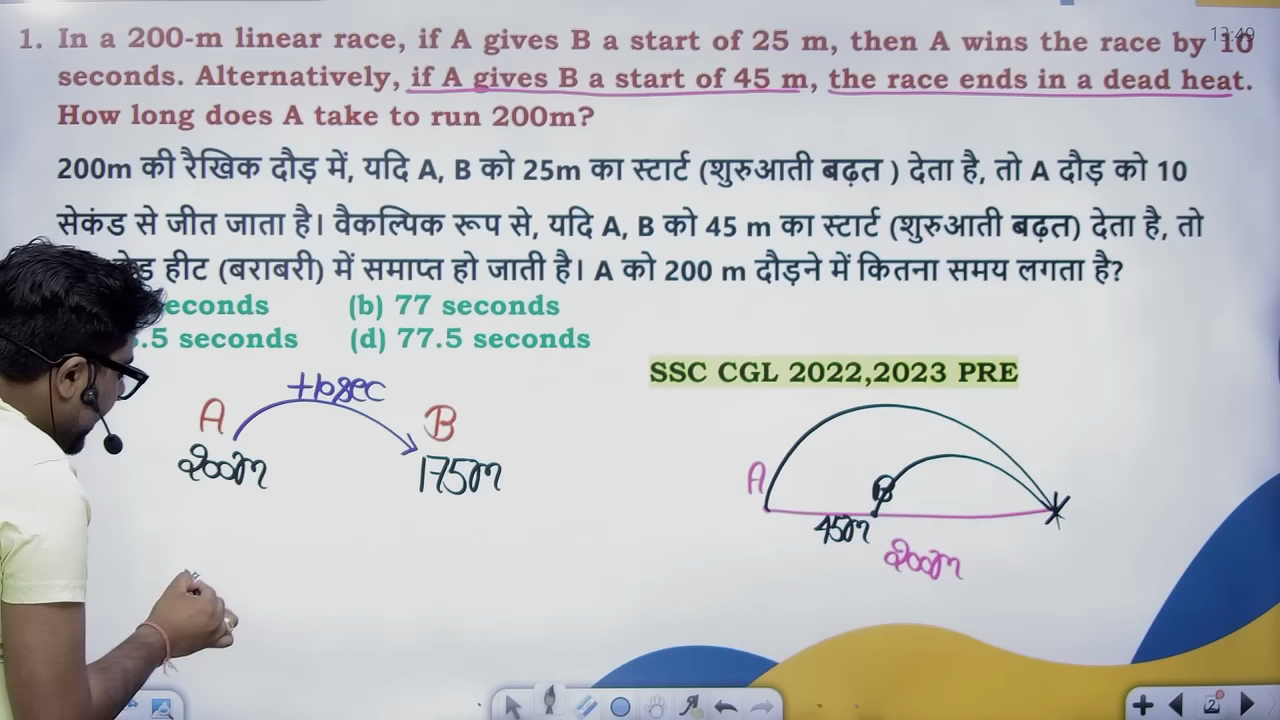 1. In a 200-m linear race, if A gives B a start of 25 m, then A wins the race by 10
seconds. Alternatively, if A gives B a start of 45 m, the race ends in a dead heat.
How long does A take to run 200m?
200m की रैखिक दौड़ में, यदि A, B को 25m का स्टार्ट (शुरुआती बढ़त ) देता है, तो A दौड़ को 10
सेकंड से जीत जाता है। वैकल्पिक रूप से, यदि A, B को 45 m का स्टार्ट (शुरुआती बढ़त) देता है, तो
हीट (बराबरी) में समाप्त हो जाती है। A को 200 m दौड़ने में कितना समय लगता है?
econds (b) 77 seconds
.5 seconds (d) 77.5 seconds
SSC CGL 2022,2023 PRE
+10sec
A B
200m 175m
A B
45m
200m
2